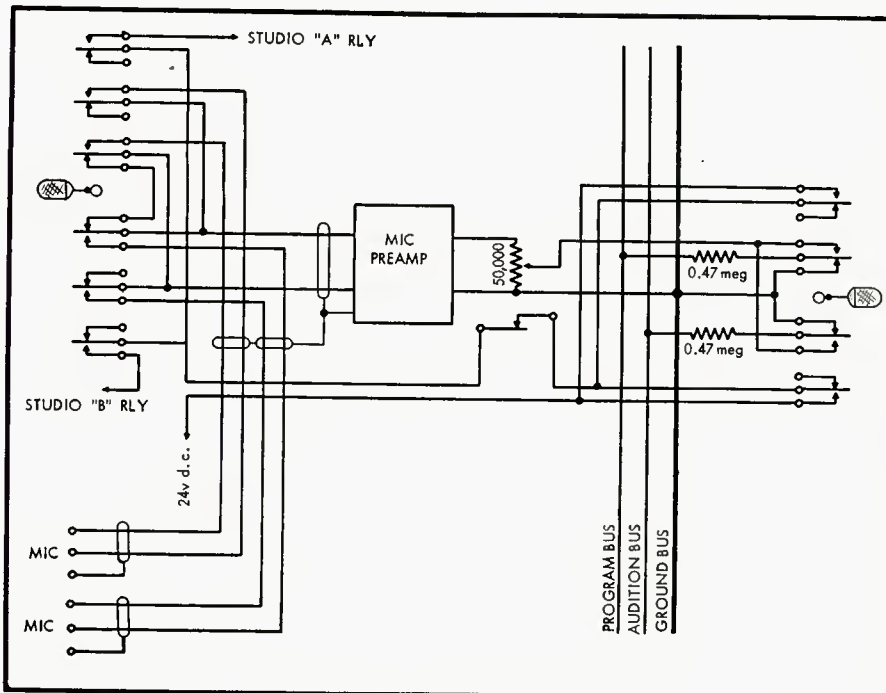 STUDIO "A" RLY
MIC
PREAMP
50,000
0.47 meg
0.47 meg
STUDIO "B" RLY
24v d.c.
MIC
MIC
PROGRAM BUS
AUDITION BUS
GROUND BUS